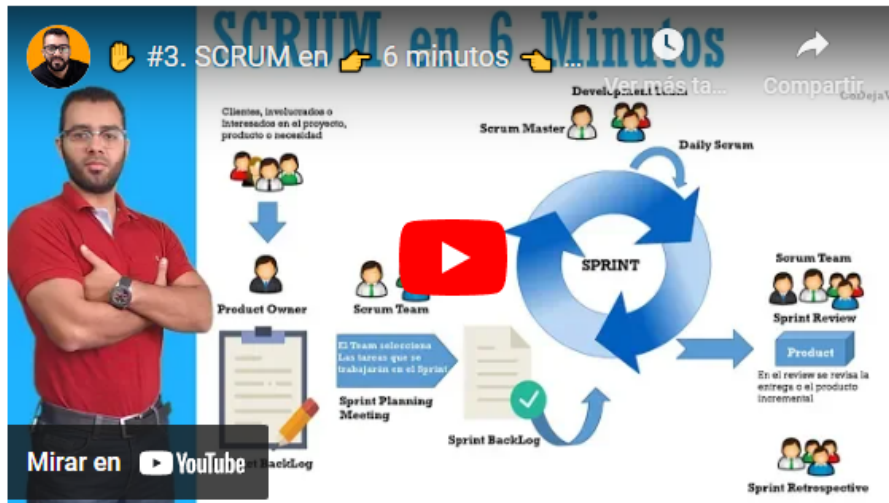 SCRUM en 6 Minutos
#3. SCRUM en 👉 6 minutos 👈 ...
Ver más ta...
Compartir
Clientes, involucrados o
interesados en el proyecto,
producto o necesidad
Development Team
Scrum Master
Daily Scrum
SPRINT
Product Owner
Scrum Team
El Team selecciona
Las tareas que se
trabajarán en el Sprint
Sprint Planning
Meeting
Sprint BackLog
Scrum Team
Sprint Review
Product
En el review se revisa la
entrega o el producto
incremental
Mirar en YouTube
BackLog
Sprint Retrospective